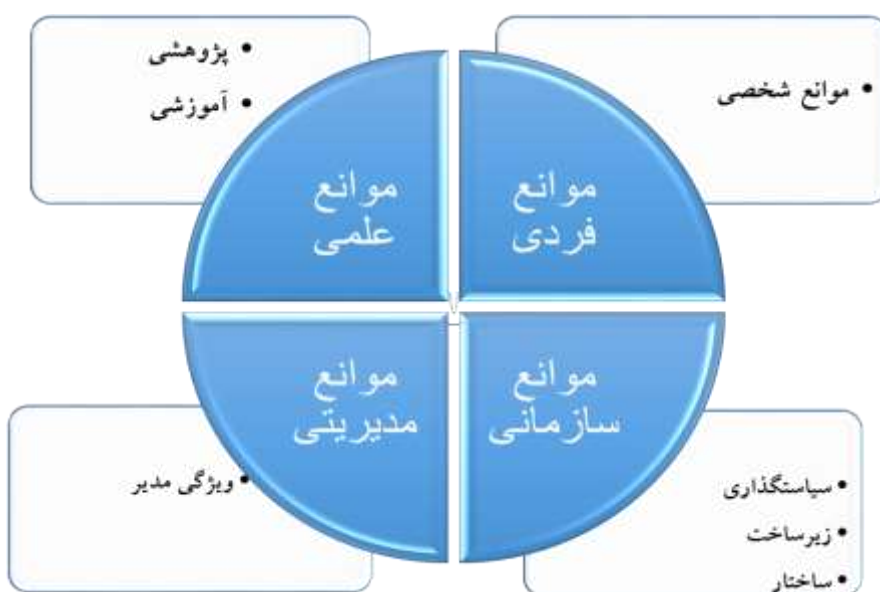 موانع شخصی
پژوهشی
آموزشی
موانع
فردی
موانع
علمی
موانع
سازمانی
موانع
مدیریتی
سیاستگذاری
زیرساخت
ساختار
ویژگی مدیر